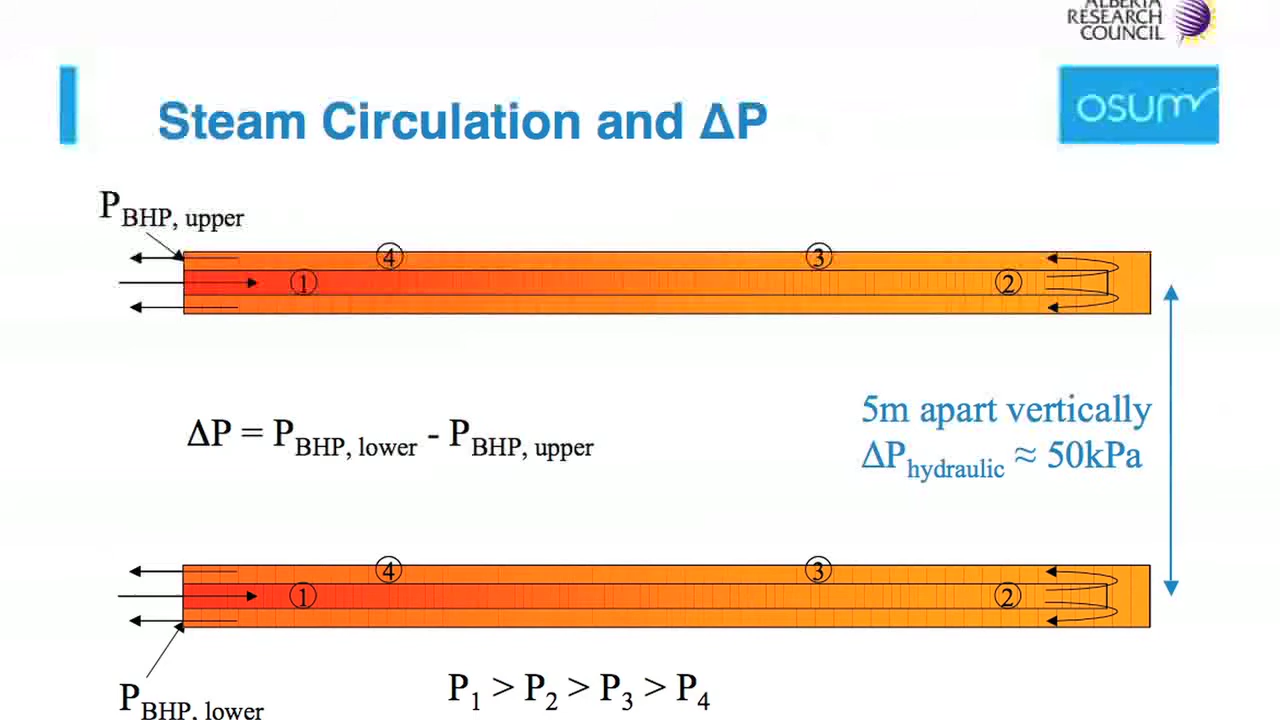 ALBERTA
RESEARCH
COUNCIL
osum
Steam Circulation and ΔP
P_BHP, upper
④ ③
① ②
5m apart vertically
ΔP = P_BHP, lower - P_BHP, upper
ΔP_hydraulic ≈ 50kPa
④ ③
① ②
P_BHP, lower
P₁ > P₂ > P₃ > P₄